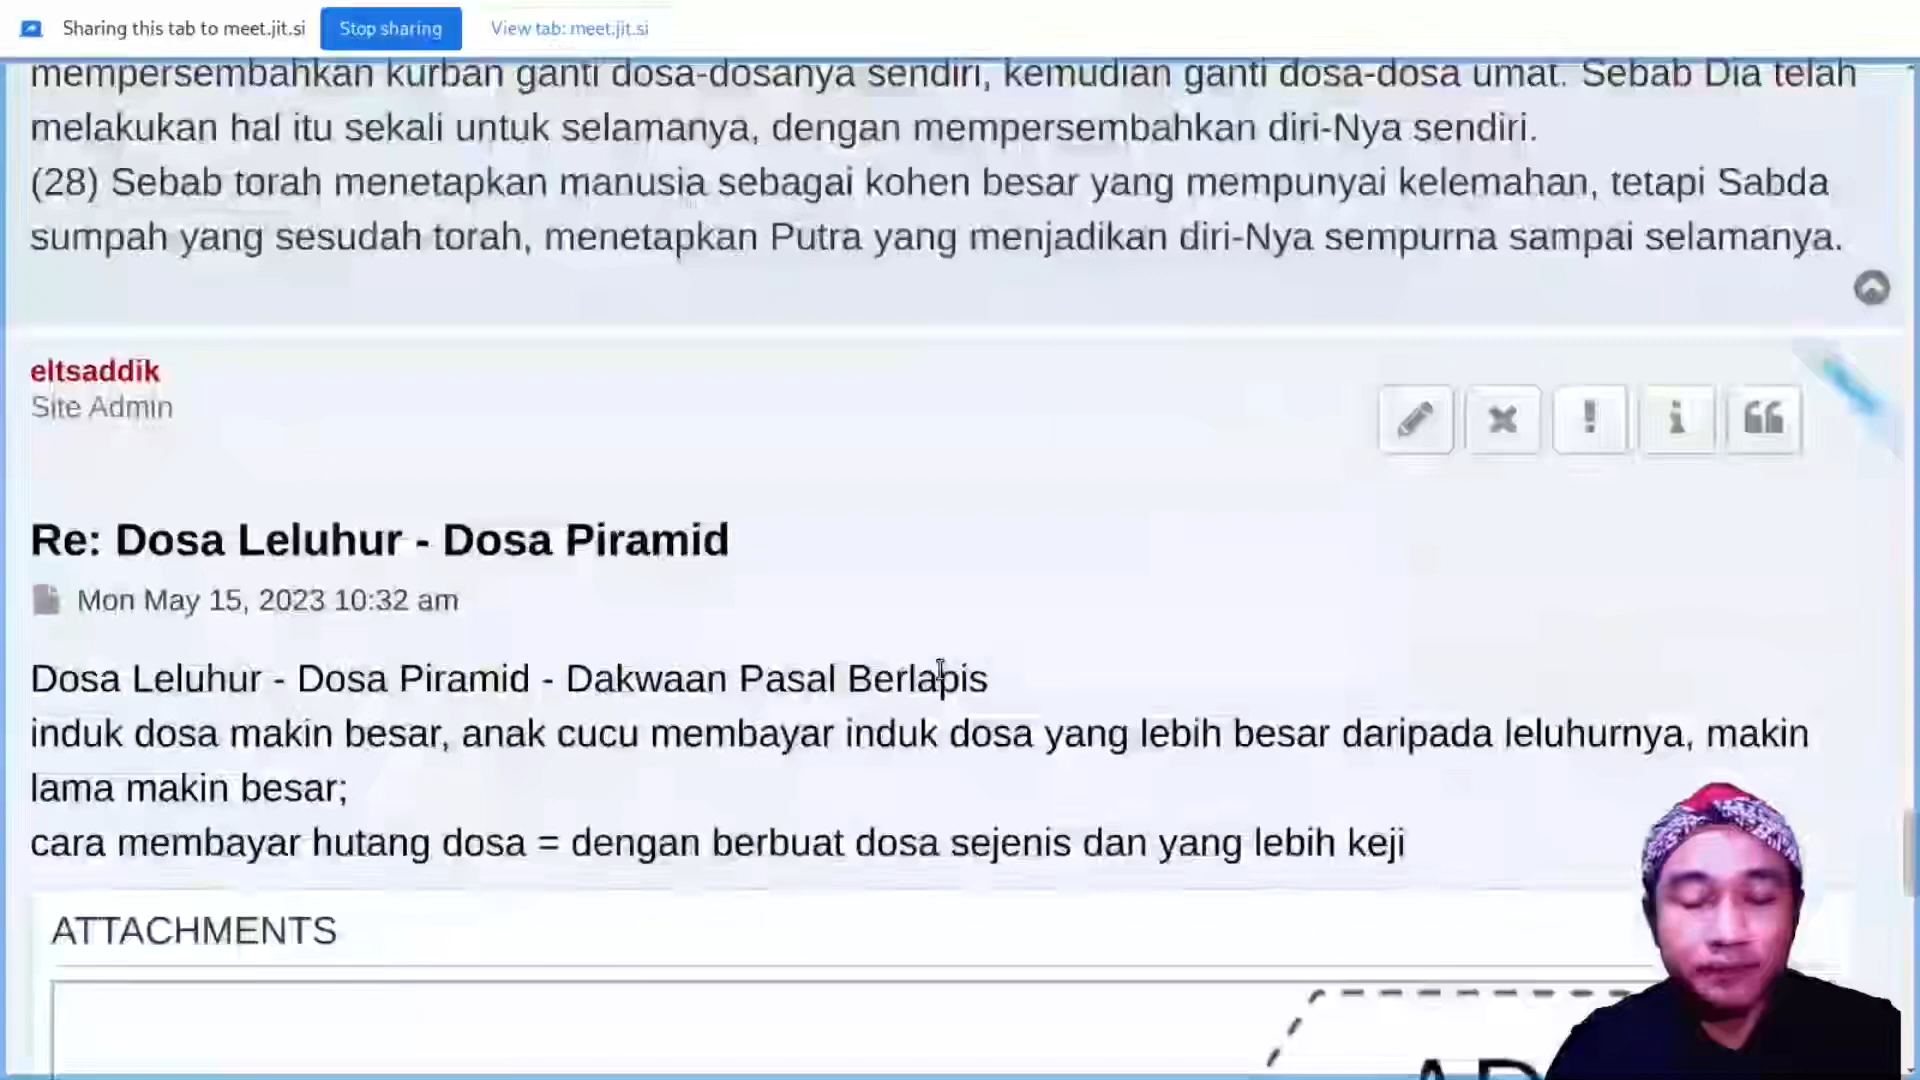 Sharing this tab to meet.jit.si Stop sharing View tab: meet.jit.si
mempersembahkan kurban ganti dosa-dosanya sendiri, kemudian ganti dosa-dosa umat. Sebab Dia telah
melakukan hal itu sekali untuk selamanya, dengan mempersembahkan diri-Nya sendiri.
(28) Sebab torah menetapkan manusia sebagai kohen besar yang mempunyai kelemahan, tetapi Sabda
sumpah yang sesudah torah, menetapkan Putra yang menjadikan diri-Nya sempurna sampai selamanya.
eltsaddik
Site Admin
Re: Dosa Leluhur - Dosa Piramid
Mon May 15, 2023 10:32 am
Dosa Leluhur - Dosa Piramid - Dakwaan Pasal Berlapis
induk dosa makin besar, anak cucu membayar induk dosa yang lebih besar daripada leluhurnya, makin
lama makin besar;
cara membayar hutang dosa = dengan berbuat dosa sejenis dan yang lebih keji
ATTACHMENTS